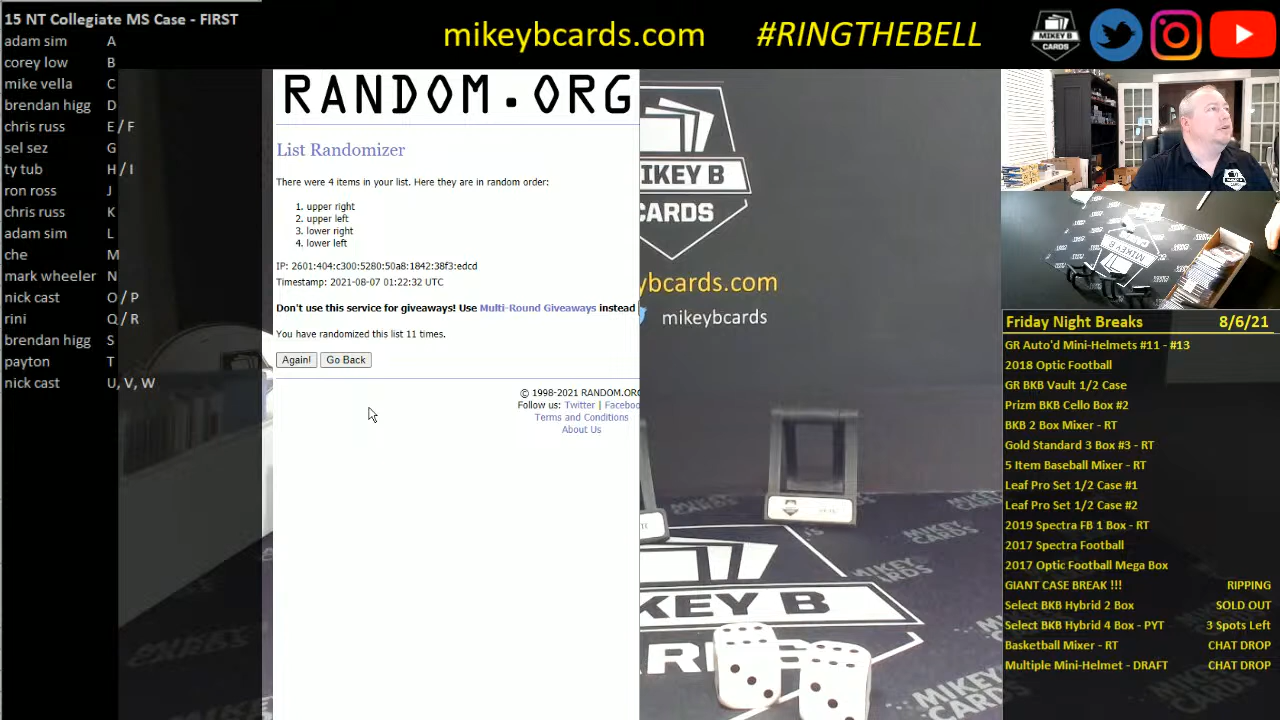 15 NT Collegiate MS Case - FIRST
adam sim A
corey low B
mike vella C
brendan higg D
chris russ E / F
sel sez G
ty tub H / I
ron ross J
chris russ K
adam sim L
che M
mark wheeler N
nick cast O / P
rini Q / R
brendan higg S
payton T
nick cast U, V, W
mikeybcards.com #RINGTHEBELL
MIKEY B
CARDS
RANDOM.ORG
List Randomizer
There were 4 items in your list. Here they are in random order:
1. upper right
2. upper left
3. lower right
4. lower left
IP: 2601:404:c300:5280:50a8:1842:38f3:edcd
Timestamp: 2021-08-07 01:22:32 UTC
Don't use this service for giveaways! Use Multi-Round Giveaways instead
You have randomized this list 11 times.
Again! Go Back
© 1998-2021 RANDOM.ORG
Follow us: Twitter | Faceboo
Terms and Conditions
About Us
IKEY B
CARDS
ybcards.com
mikeybcards
KEY B
MIKEY
CARDS
Friday Night Breaks 8/6/21
GR Auto'd Mini-Helmets #11 - #13
2018 Optic Football
GR BKB Vault 1/2 Case
Prizm BKB Cello Box #2
BKB 2 Box Mixer - RT
Gold Standard 3 Box #3 - RT
5 Item Baseball Mixer - RT
Leaf Pro Set 1/2 Case #1
Leaf Pro Set 1/2 Case #2
2019 Spectra FB 1 Box - RT
2017 Spectra Football
2017 Optic Football Mega Box
GIANT CASE BREAK !!! RIPPING
Select BKB Hybrid 2 Box SOLD OUT
Select BKB Hybrid 4 Box - PYT 3 Spots Left
Basketball Mixer - RT CHAT DROP
Multiple Mini-Helmet - DRAFT CHAT DROP